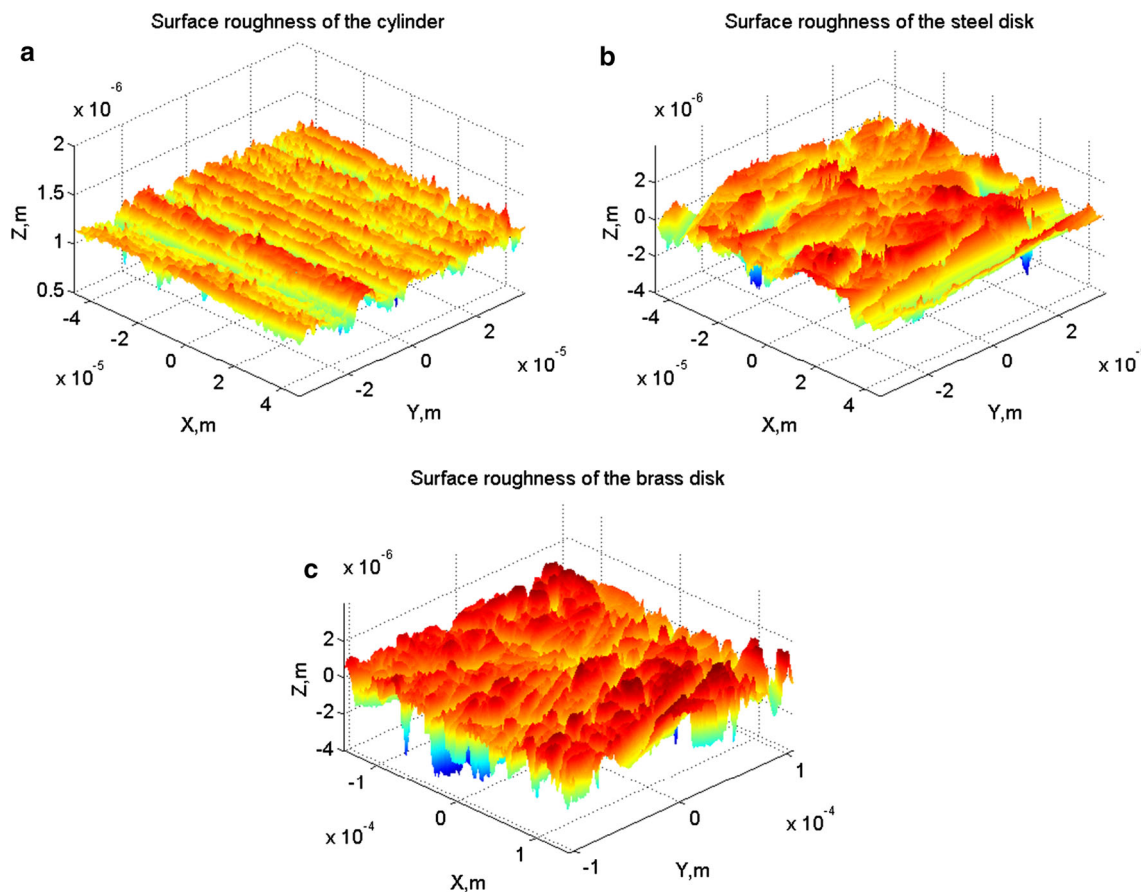 Surface roughness of the cylinder
a
x 10^-6
2
1.5
1
0.5
Z,m
-4
-2
0
2
4
x 10^-5
X,m
-2
0
2
Y,m
Surface roughness of the steel disk
b
x 10^-6
2
0
-2
-4
Z,m
-4
-2
0
2
4
x 10^-5
X,m
-2
0
2
x 10^-
Y,m
Surface roughness of the brass disk
c
x 10^-6
2
0
-2
-4
Z,m
-1
0
1
x 10^-4
X,m
-1
0
1
x 10^-4
Y,m